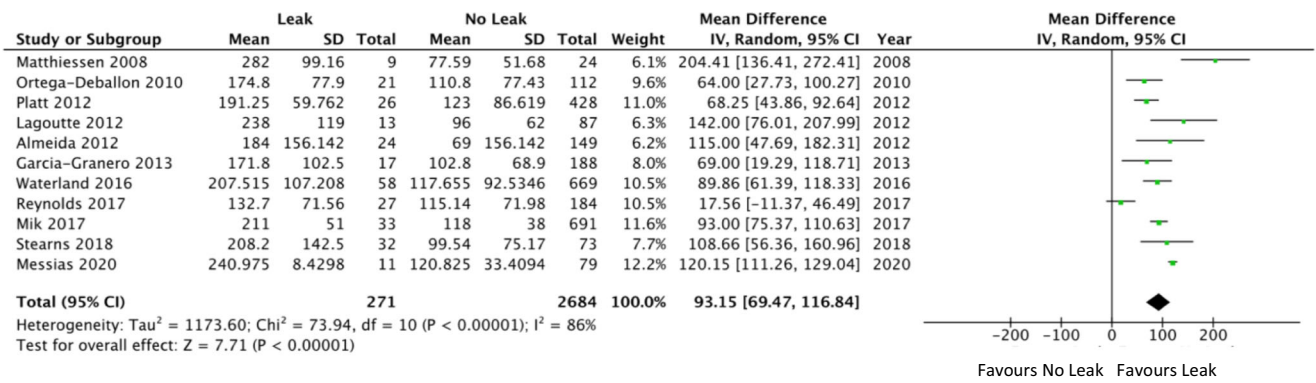 Leak No Leak Mean Difference Mean Difference
Study or Subgroup Mean SD Total Mean SD Total Weight IV, Random, 95% CI Year IV, Random, 95% CI
Matthiessen 2008 282 99.16 9 77.59 51.68 24 6.1% 204.41 [136.41, 272.41] 2008
Ortega-Deballon 2010 174.8 77.9 21 110.8 77.43 112 9.6% 64.00 [27.73, 100.27] 2010
Platt 2012 191.25 59.762 26 123 86.619 428 11.0% 68.25 [43.86, 92.64] 2012
Lagoutte 2012 238 119 13 96 62 87 6.3% 142.00 [76.01, 207.99] 2012
Almeida 2012 184 156.142 24 69 156.142 149 6.2% 115.00 [47.69, 182.31] 2012
Garcia-Granero 2013 171.8 102.5 17 102.8 68.9 188 8.0% 69.00 [19.29, 118.71] 2013
Waterland 2016 207.515 107.208 58 117.655 92.5346 669 10.5% 89.86 [61.39, 118.33] 2016
Reynolds 2017 132.7 71.56 27 115.14 71.98 184 10.5% 17.56 [-11.37, 46.49] 2017
Mik 2017 211 51 33 118 38 691 11.6% 93.00 [75.37, 110.63] 2017
Stearns 2018 208.2 142.5 32 99.54 75.17 73 7.7% 108.66 [56.36, 160.96] 2018
Messias 2020 240.975 8.4298 11 120.825 33.4094 79 12.2% 120.15 [111.26, 129.04] 2020
Total (95% CI) 271 2684 100.0% 93.15 [69.47, 116.84]
Heterogeneity: Tau² = 1173.60; Chi² = 73.94, df = 10 (P < 0.00001); I² = 86%
Test for overall effect: Z = 7.71 (P < 0.00001)
-200 -100 0 100 200
Favours No Leak Favours Leak